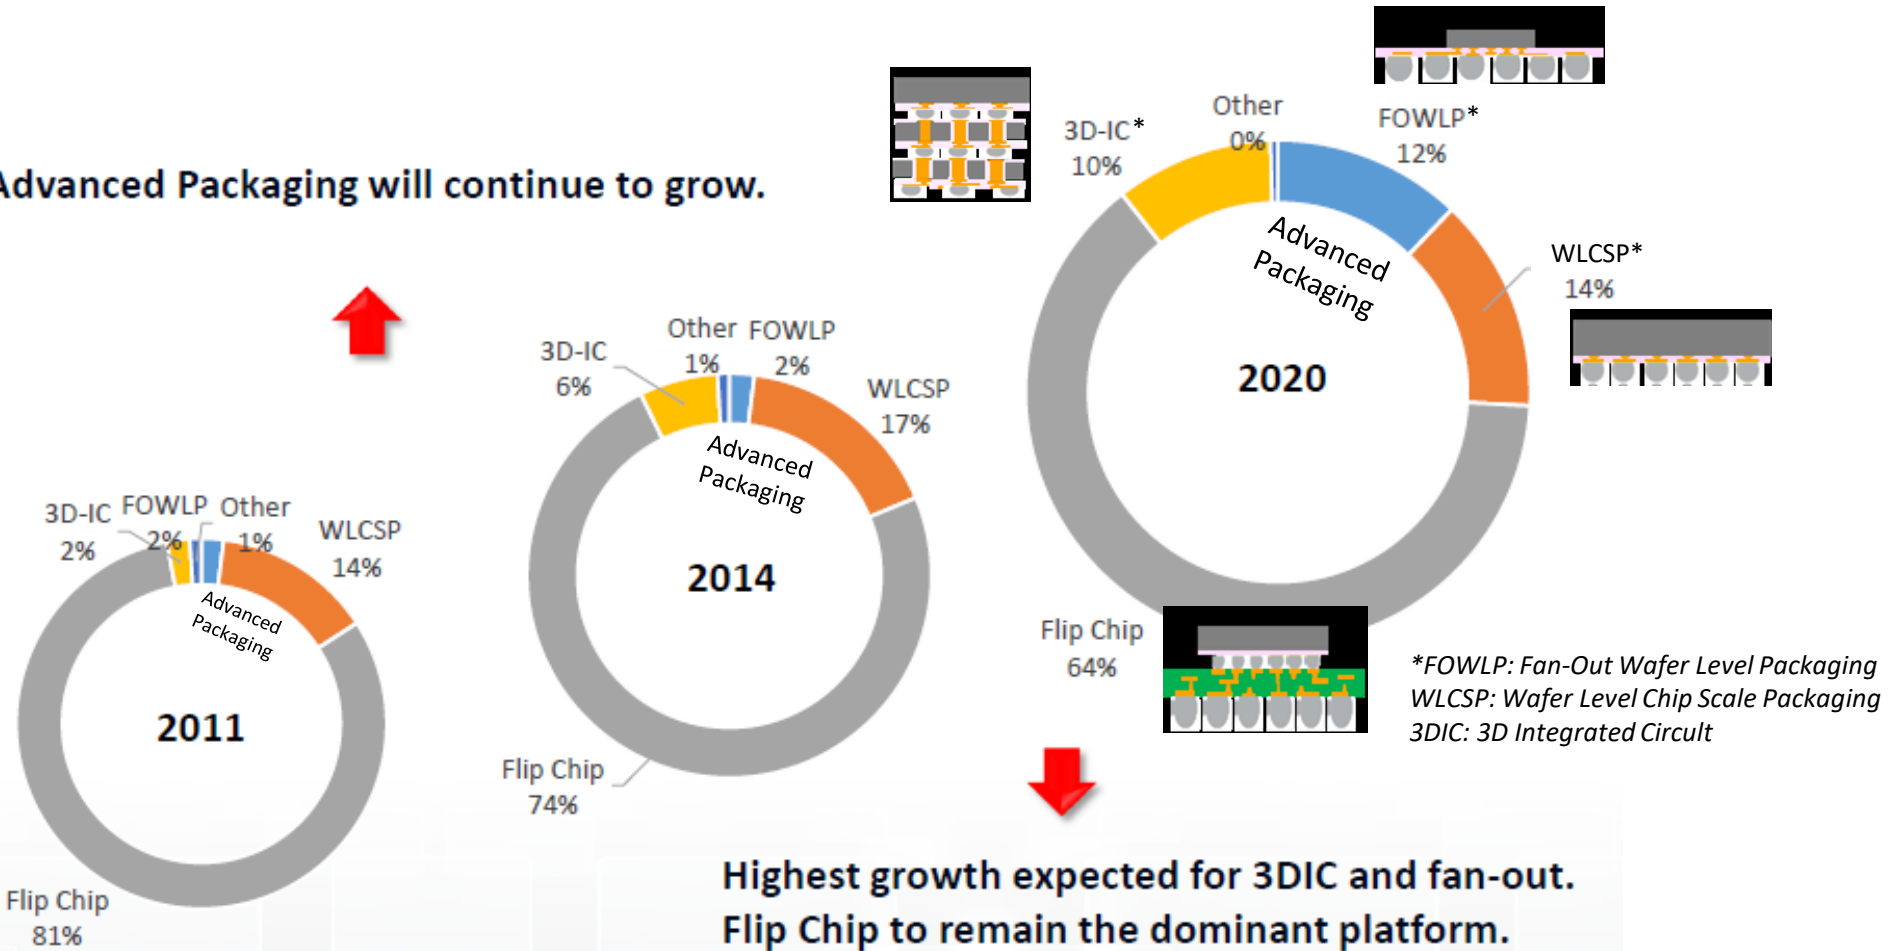 Advanced Packaging will continue to grow.
3D-IC
2%
FOWLP
2%
Other
1%
WLCSP
14%
Advanced
Packaging
2011
Flip Chip
81%
3D-IC
6%
Other
1%
FOWLP
2%
WLCSP
17%
Advanced
Packaging
2014
Flip Chip
74%
3D-IC*
10%
Other
0%
FOWLP*
12%
WLCSP*
14%
Advanced
Packaging
2020
Flip Chip
64%
*FOWLP: Fan-Out Wafer Level Packaging
WLCSP: Wafer Level Chip Scale Packaging
3DIC: 3D Integrated Circult
Highest growth expected for 3DIC and fan-out.
Flip Chip to remain the dominant platform.